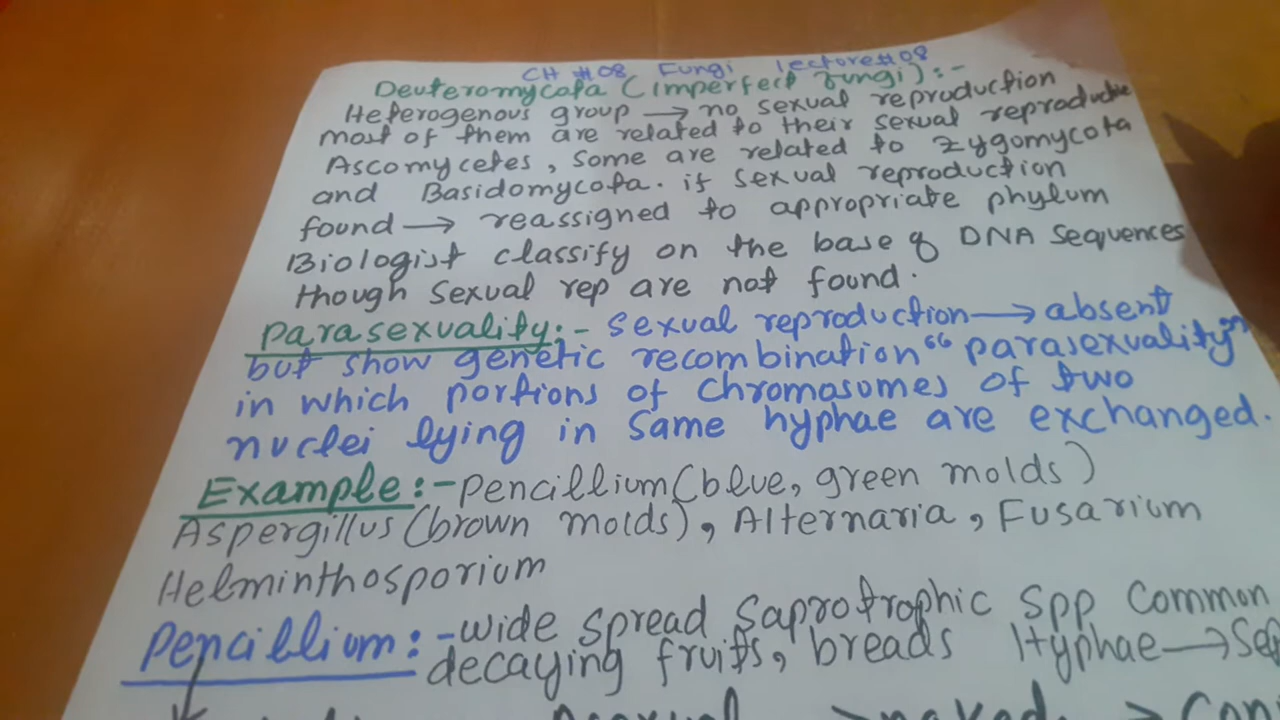 CH #08 Fungi lecture#08
Deuteromycota (imperfect fungi):-
Heterogenous group → no sexual reproduction
most of them are related to their sexual reproductive
Ascomycetes, some are related to zygomycota
and Basidomycota. if sexual reproduction
found → reassigned to appropriate phylum
Biologist classify on the base of DNA Sequences
though sexual rep are not found.
parasexuality:- sexual reproduction → absent
but show genetic recombination "parasexuality"
in which portions of chromasomes of two
nuclei lying in same hyphae are exchanged.
Example:- Pencillium (blue, green molds)
Aspergillus (brown molds), Alternaria, Fusarium
Helminthosporium
Pencillium:- wide spread saprotrophic spp common
decaying fruits, breads Hyphae → Sep
naked →